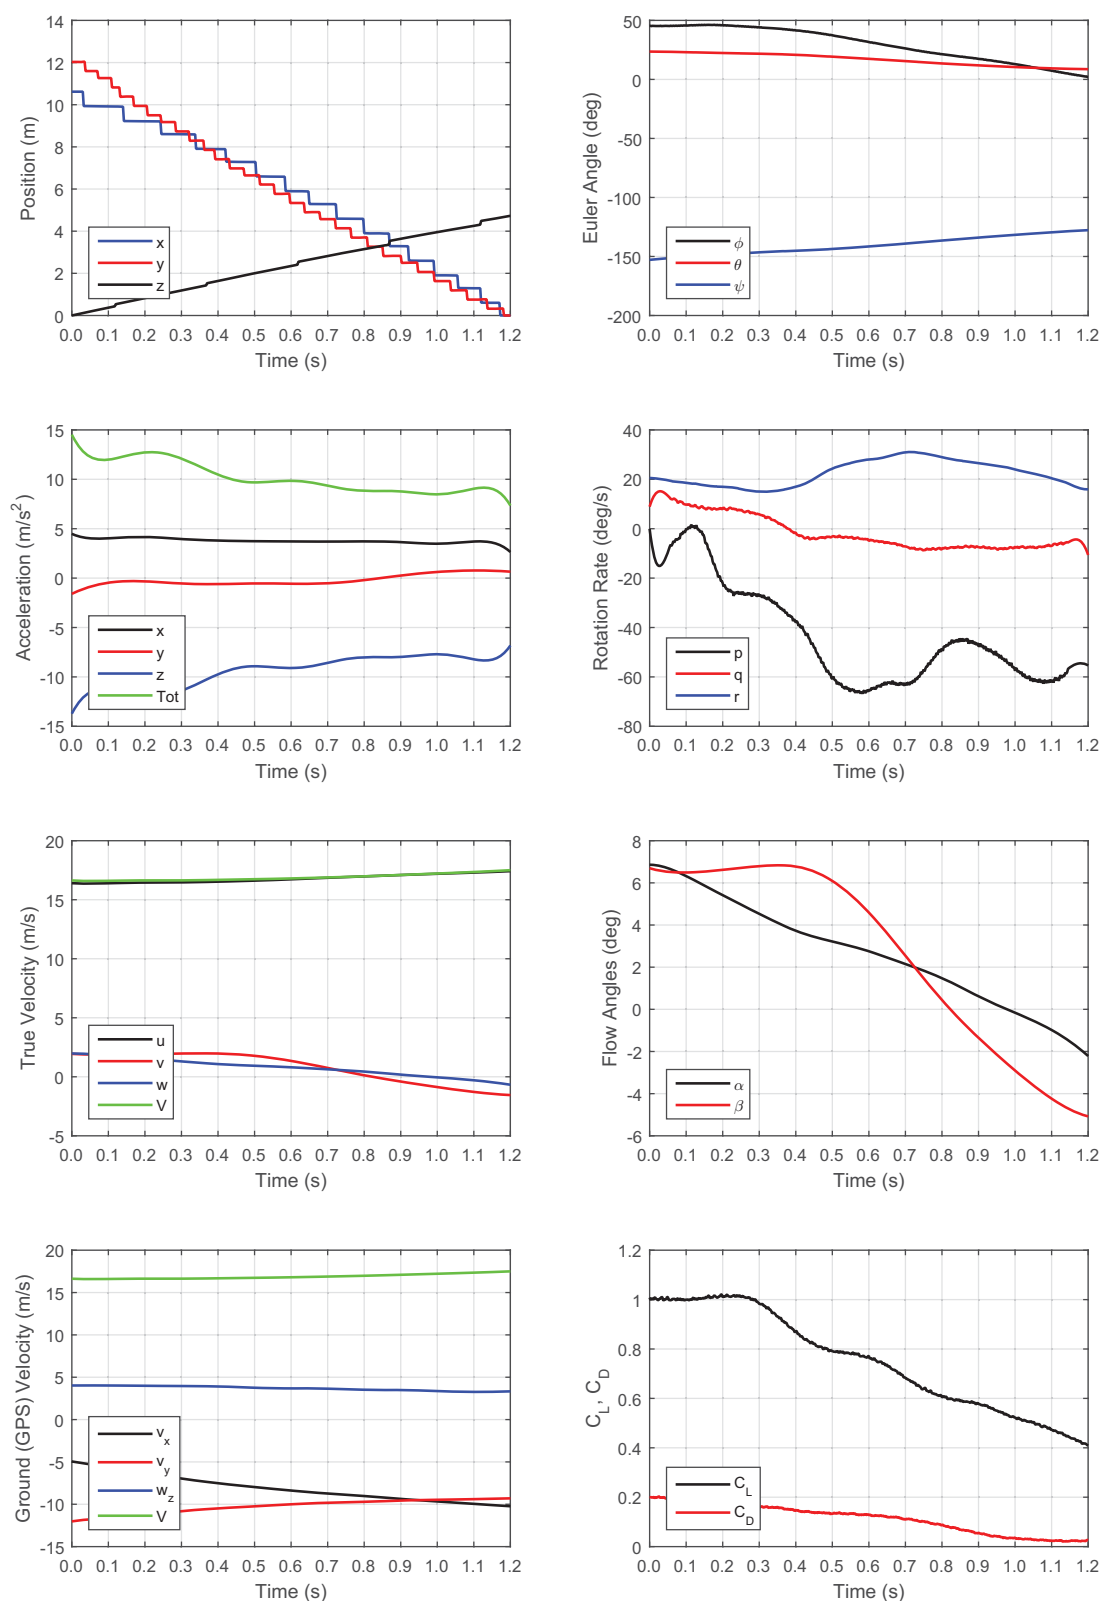 14
12
10
8
6
4
2
0
Position (m)
x
y
z
0.0 0.1 0.2 0.3 0.4 0.5 0.6 0.7 0.8 0.9 1.0 1.1 1.2
Time (s)
50
0
-50
-100
-150
-200
Euler Angle (deg)
ϕ
θ
ψ
0.0 0.1 0.2 0.3 0.4 0.5 0.6 0.7 0.8 0.9 1.0 1.1 1.2
Time (s)
15
10
5
0
-5
-10
-15
Acceleration (m/s²)
x
y
z
Tot
0.0 0.1 0.2 0.3 0.4 0.5 0.6 0.7 0.8 0.9 1.0 1.1 1.2
Time (s)
40
20
0
-20
-40
-60
-80
Rotation Rate (deg/s)
p
q
r
0.0 0.1 0.2 0.3 0.4 0.5 0.6 0.7 0.8 0.9 1.0 1.1 1.2
Time (s)
20
15
10
5
0
-5
True Velocity (m/s)
u
v
w
V
0.0 0.1 0.2 0.3 0.4 0.5 0.6 0.7 0.8 0.9 1.0 1.1 1.2
Time (s)
8
6
4
2
0
-2
-4
-6
Flow Angles (deg)
α
β
0.0 0.1 0.2 0.3 0.4 0.5 0.6 0.7 0.8 0.9 1.0 1.1 1.2
Time (s)
20
15
10
5
0
-5
-10
-15
Ground (GPS) Velocity (m/s)
v_x
v_y
w_z
V
0.0 0.1 0.2 0.3 0.4 0.5 0.6 0.7 0.8 0.9 1.0 1.1 1.2
Time (s)
1.2
1
0.8
0.6
0.4
0.2
0
C_L, C_D
C_L
C_D
0.0 0.1 0.2 0.3 0.4 0.5 0.6 0.7 0.8 0.9 1.0 1.1 1.2
Time (s)